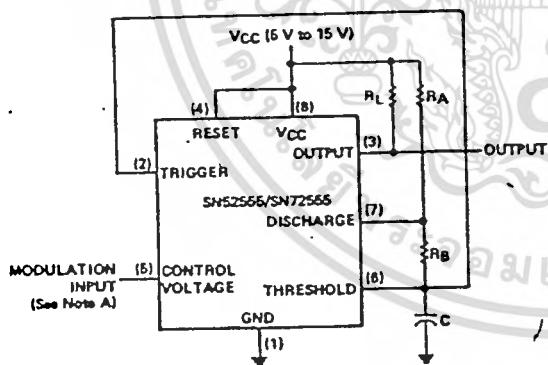 VCC (5 V to 15 V)
(4)
(8)
RL
RA
RESET
VCC
(3)
OUTPUT
OUTPUT
(2)
TRIGGER
SN52555/SN72555
(7)
DISCHARGE
RB
MODULATION
INPUT
(See Note A)
(5)
CONTROL
VOLTAGE
(6)
THRESHOLD
C
GND
(1)